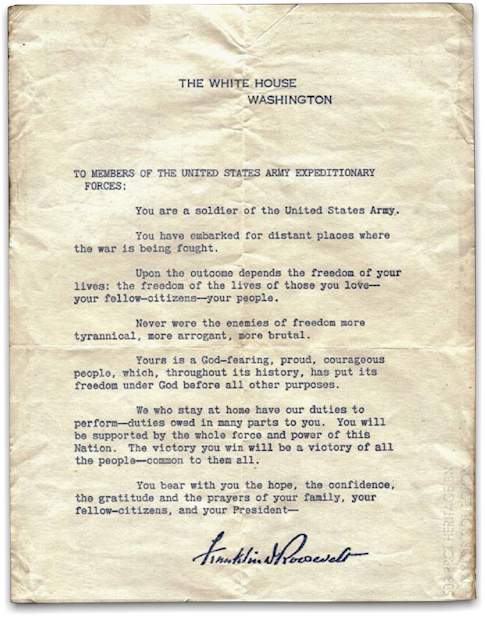 THE WHITE HOUSE
WASHINGTON
TO MEMBERS OF THE UNITED STATES ARMY EXPEDITIONARY
FORCES:
You are a soldier of the United States Army.
You have embarked for distant places where
the war is being fought.
Upon the outcome depends the freedom of your
lives: the freedom of the lives of those you love—
your fellow-citizens—your people.
Never were the enemies of freedom more
tyrannical, more arrogant, more brutal.
Yours is a God-fearing, proud, courageous
people, which, throughout its history, has put its
freedom under God before all other purposes.
We who stay at home have our duties to
perform—duties owed in many parts to you. You will
be supported by the whole force and power of this
Nation. The victory you win will be a victory of all
the people—common to them all.
You bear with you the hope, the confidence,
the gratitude and the prayers of your family, your
fellow-citizens, and your President—
Franklin D Roosevelt